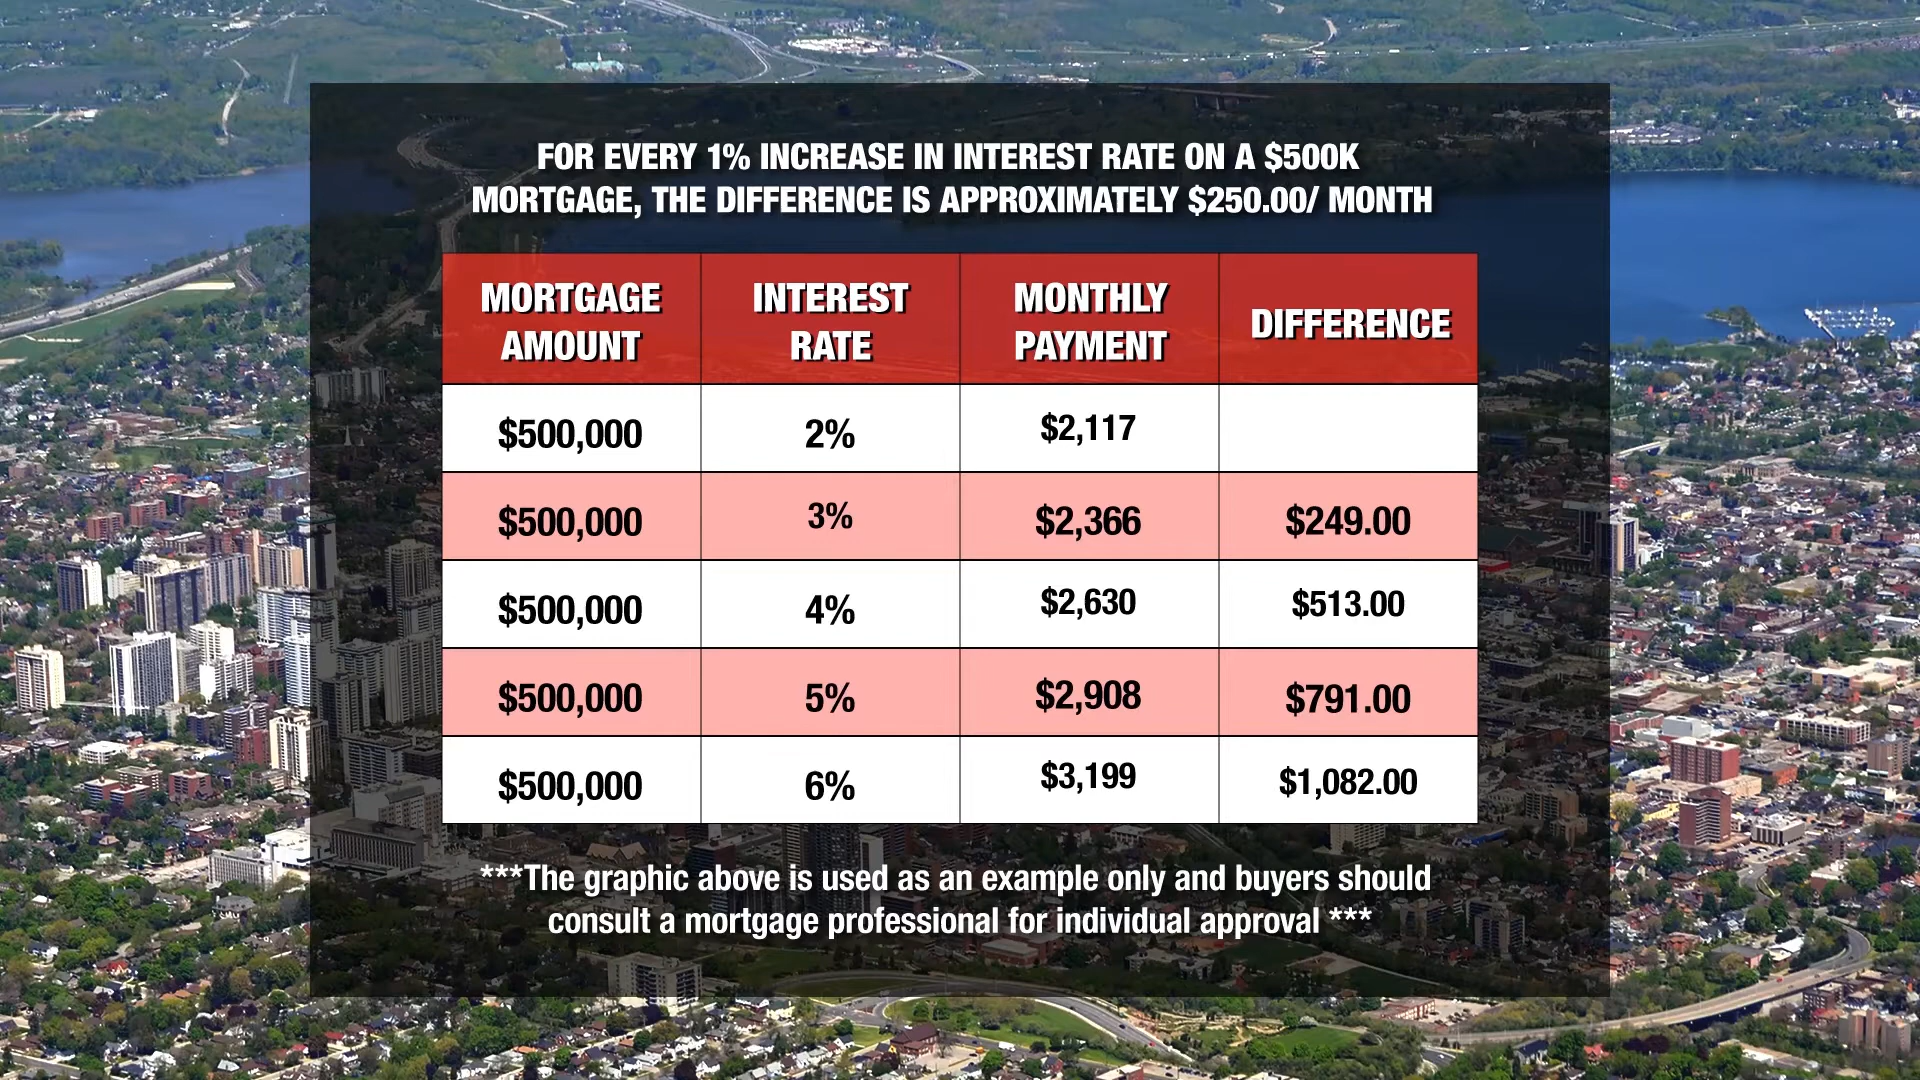 FOR EVERY 1% INCREASE IN INTEREST RATE ON A $500K
MORTGAGE, THE DIFFERENCE IS APPROXIMATELY $250.00/ MONTH
MORTGAGE AMOUNT INTEREST RATE MONTHLY PAYMENT DIFFERENCE
$500,000 2% $2,117
$500,000 3% $2,366 $249.00
$500,000 4% $2,630 $513.00
$500,000 5% $2,908 $791.00
$500,000 6% $3,199 $1,082.00
***The graphic above is used as an example only and buyers should
consult a mortgage professional for individual approval ***